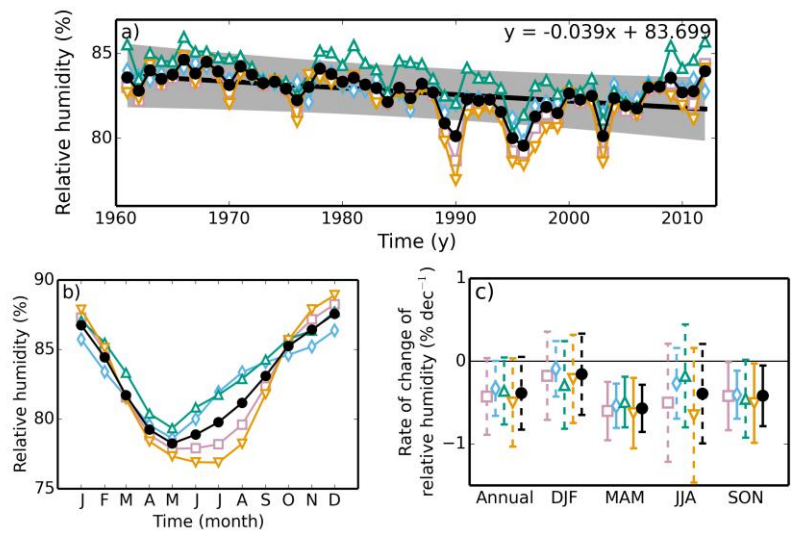 a)
y = -0.039x + 83.699
Relative humidity (%)
85
80
1960 1970 1980 1990 2000 2010
Time (y)
b)
Relative humidity (%)
90
85
80
75
J F M A M J J A S O N D
Time (month)
c)
Rate of change of
relative humidity (% dec⁻¹)
1
0
−1
Annual DJF MAM JJA SON